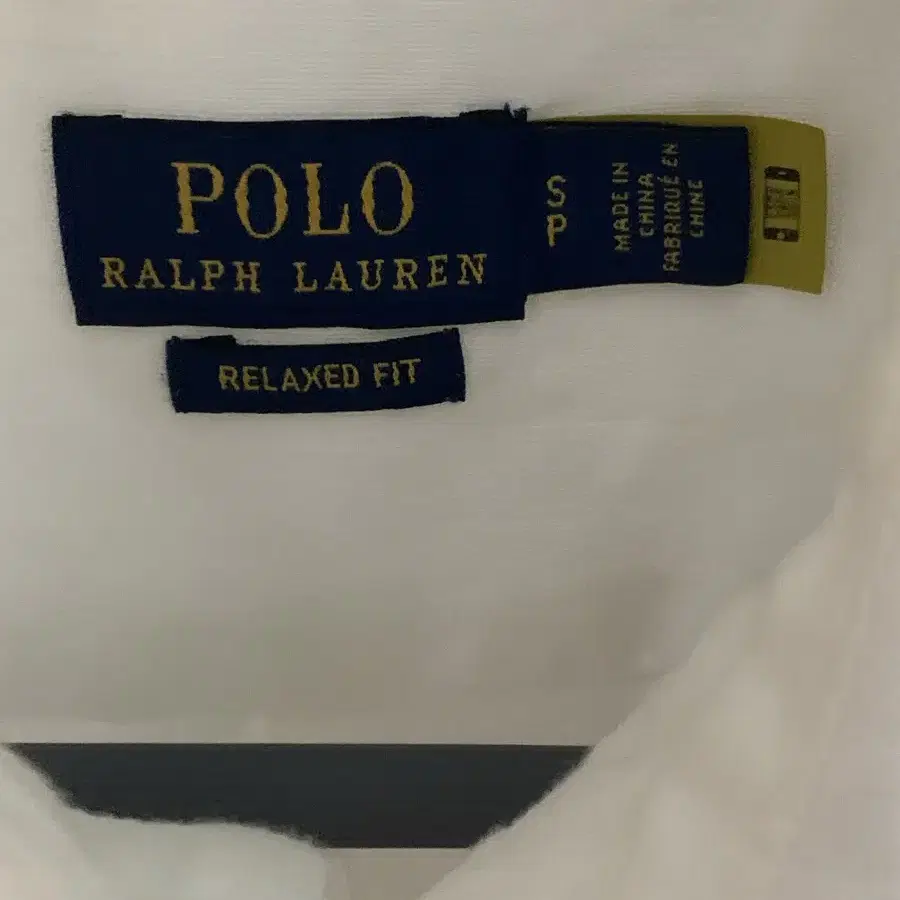 POLO
RALPH LAUREN
S
P
MADE IN
CHINA
FABRIQUÉ EN
CHINE
RELAXED FIT